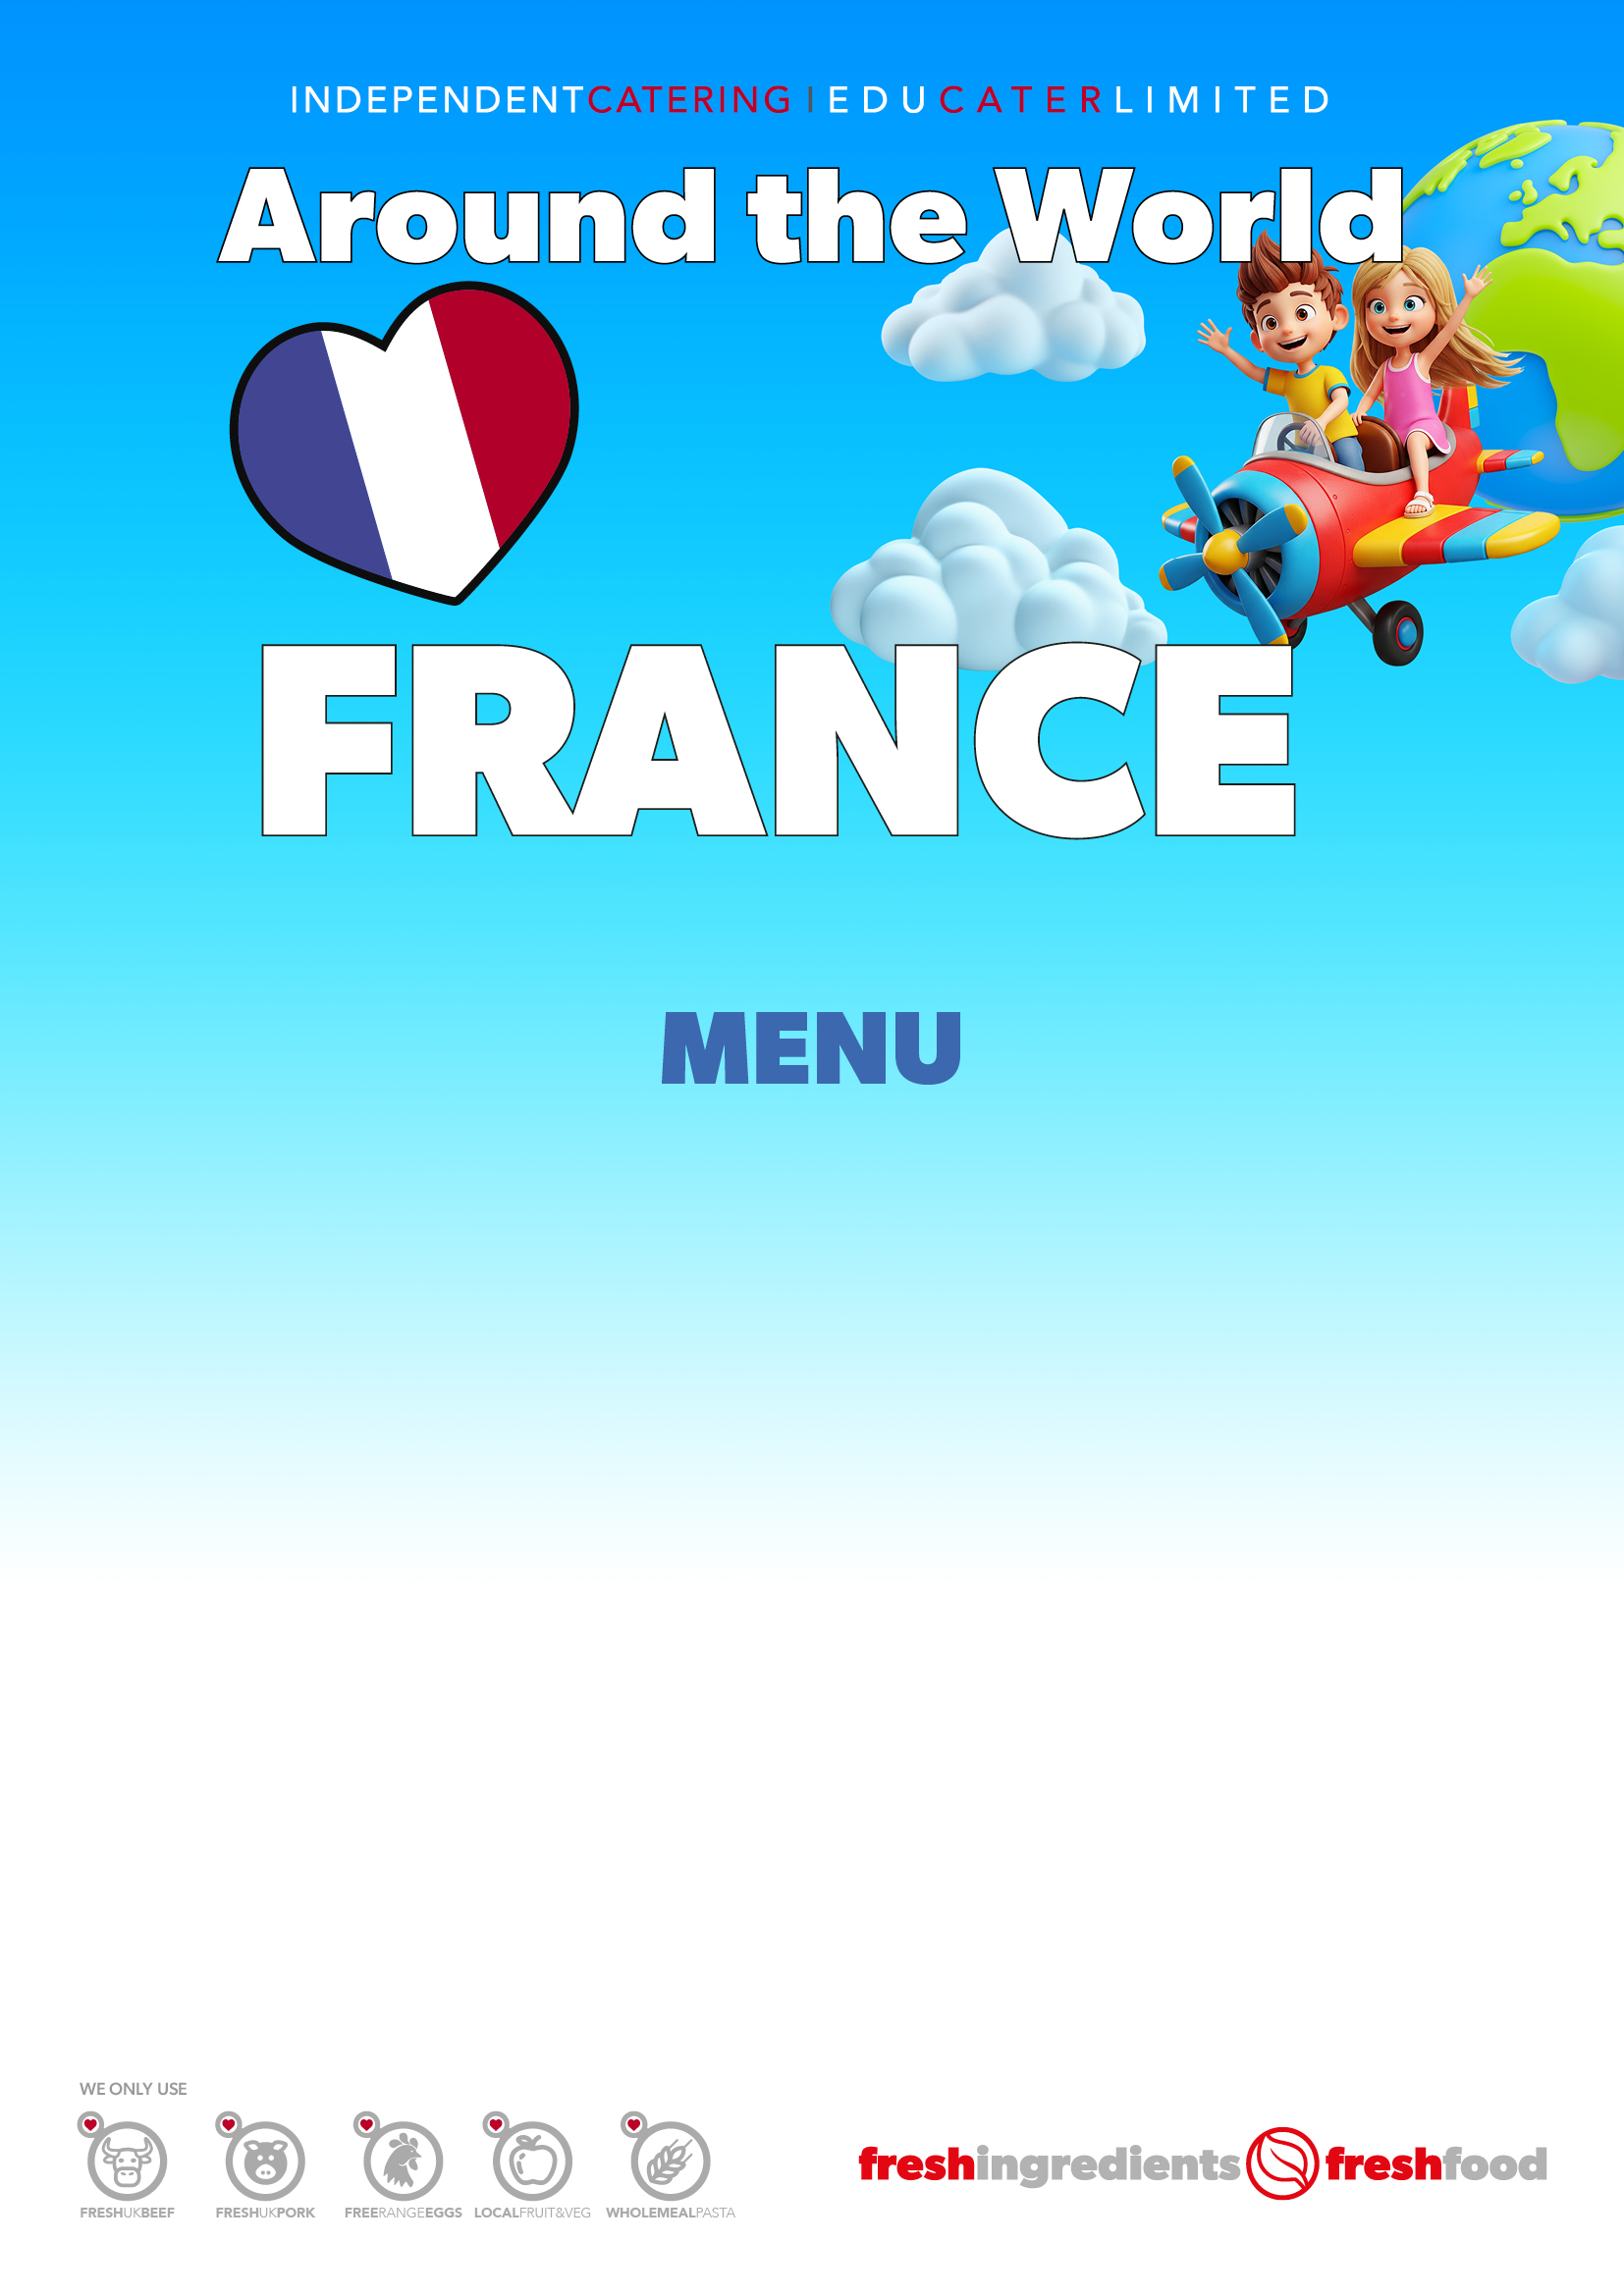 INDEPENDENTCATERING | EDUCATERLIMITED
Around the World
FRANCE
MENU
WE ONLY USE
FRESHUKBEEF FRESHUKPORK FREERANGEEGGS LOCALFRUIT&VEG WHOLEMEALPASTA
freshingredients freshfood